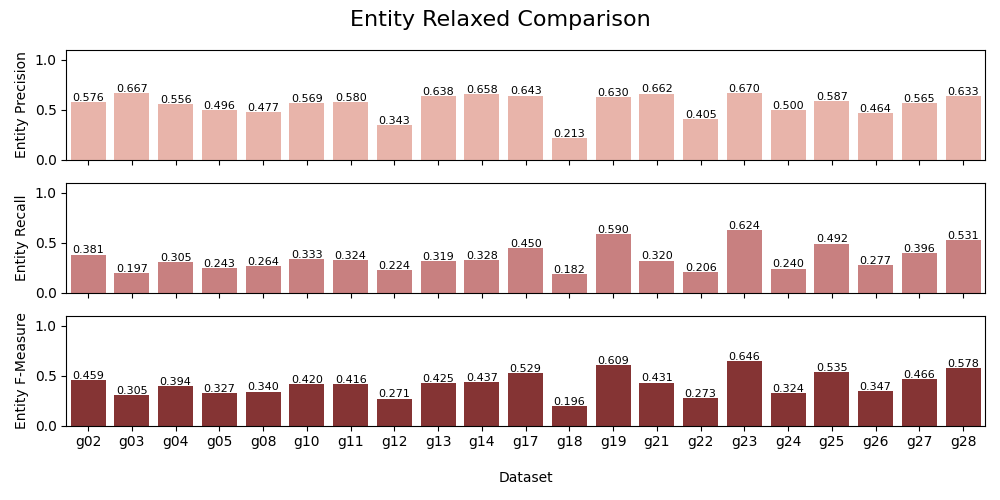 Entity Relaxed Comparison
Entity Precision
1.0
0.5
0.0
0.576 0.667 0.556 0.496 0.477 0.569 0.580 0.343 0.638 0.658 0.643 0.213 0.630 0.662 0.405 0.670 0.500 0.587 0.464 0.565 0.633
Entity Recall
1.0
0.5
0.0
0.381 0.197 0.305 0.243 0.264 0.333 0.324 0.224 0.319 0.328 0.450 0.182 0.590 0.320 0.206 0.624 0.240 0.492 0.277 0.396 0.531
Entity F-Measure
1.0
0.5
0.0
0.459 0.305 0.394 0.327 0.340 0.420 0.416 0.271 0.425 0.437 0.529 0.196 0.609 0.431 0.273 0.646 0.324 0.535 0.347 0.466 0.578
g02 g03 g04 g05 g08 g10 g11 g12 g13 g14 g17 g18 g19 g21 g22 g23 g24 g25 g26 g27 g28
Dataset